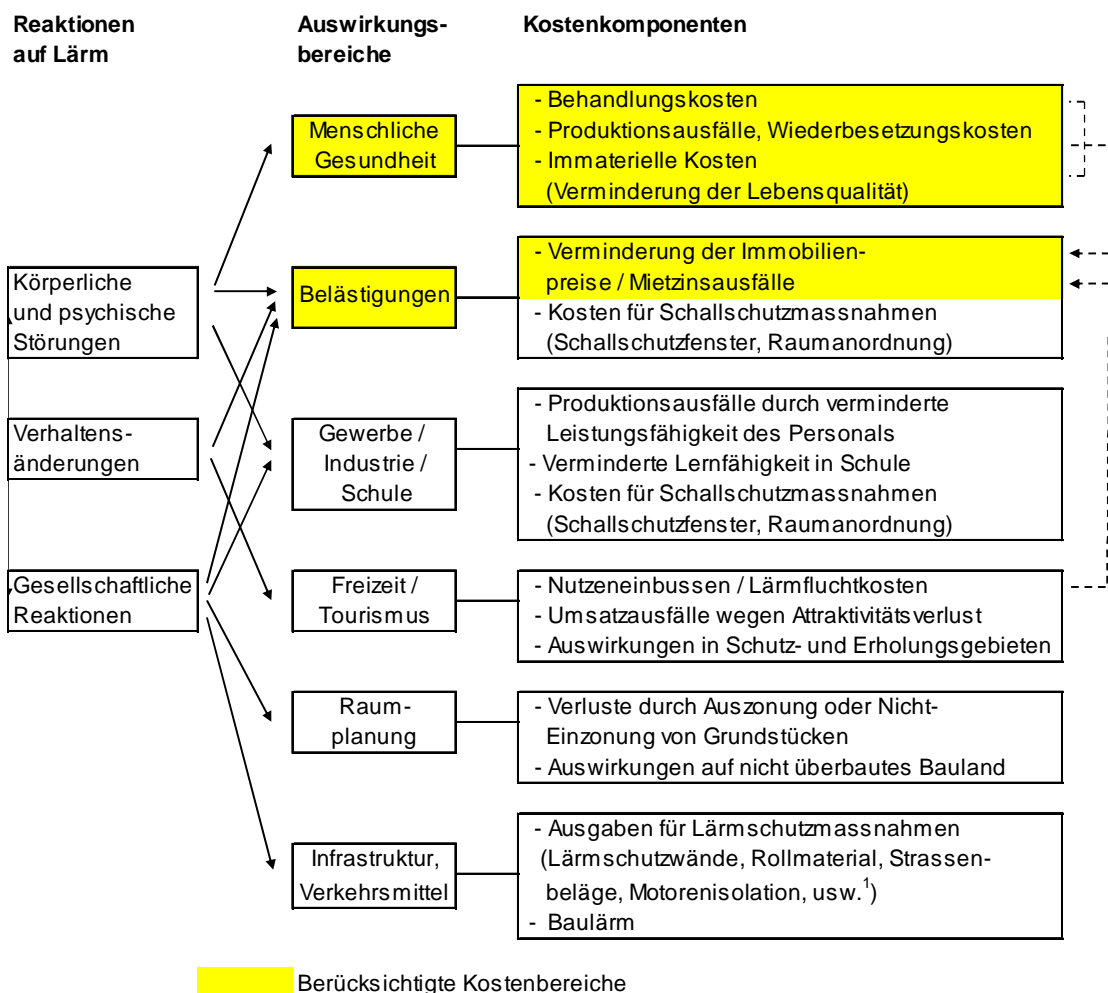 Reaktionen
auf Lärm
Auswirkungs-
bereiche
Kostenkomponenten
Menschliche
Gesundheit
- Behandlungskosten
- Produktionsausfälle, Wiederbesetzungskosten
- Immaterielle Kosten
(Verminderung der Lebensqualität)
Körperliche
und psychische
Störungen
Belästigungen
- Verminderung der Immobilien-
preise / Mietzinsausfälle
- Kosten für Schallschutzmassnahmen
(Schallschutzfenster, Raumanordnung)
Verhaltens-
änderungen
Gewerbe /
Industrie /
Schule
- Produktionsausfälle durch verminderte
Leistungsfähigkeit des Personals
- Verminderte Lernfähigkeit in Schule
- Kosten für Schallschutzmassnahmen
(Schallschutzfenster, Raumanordnung)
Gesellschaftliche
Reaktionen
Freizeit /
Tourismus
- Nutzeneinbussen / Lärmfluchtkosten
- Umsatzausfälle wegen Attraktivitätsverlust
- Auswirkungen in Schutz- und Erholungsgebieten
Raum-
planung
- Verluste durch Auszonung oder Nicht-
Einzonung von Grundstücken
- Auswirkungen auf nicht überbautes Bauland
Infrastruktur,
Verkehrsmittel
- Ausgaben für Lärmschutzmassnahmen
(Lärmschutzwände, Rollmaterial, Strassen-
beläge, Motorenisolation, usw.¹)
- Baulärm
Berücksichtigte Kostenbereiche